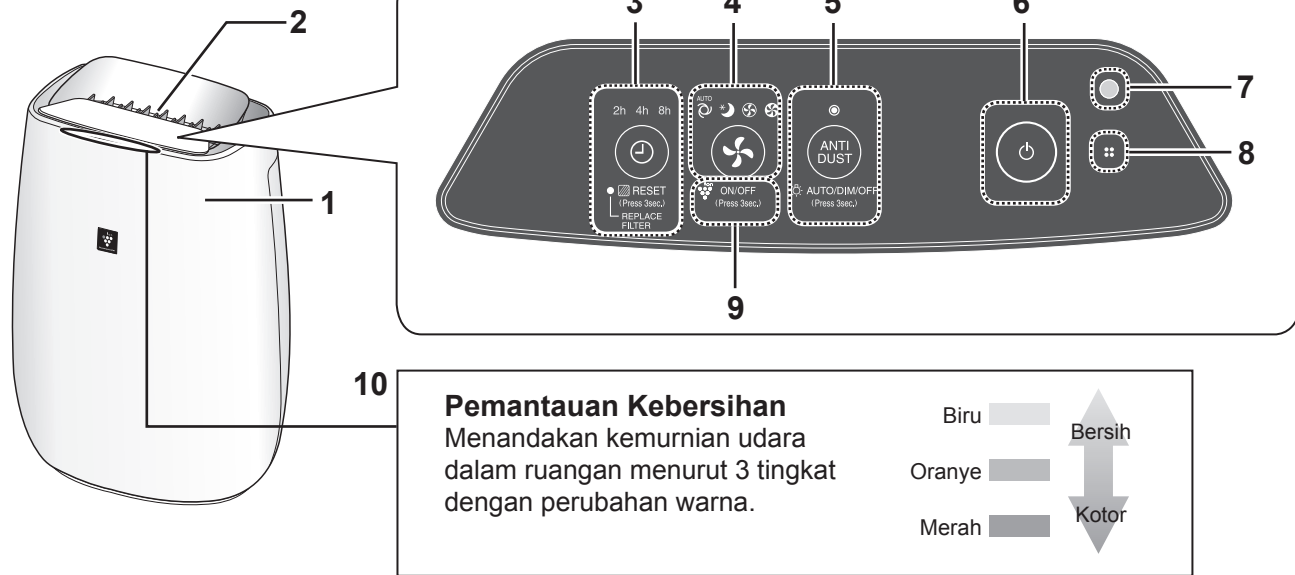 3 4 5 6
2
AUTO
2h 4h 8h
ANTI
DUST
7
8
1
RESET
(Press 3sec.)
REPLACE
FILTER
ON/OFF
(Press 3sec.)
AUTO/DIM/OFF
(Press 3sec.)
9
10
Pemantauan Kebersihan
Menandakan kemurnian udara
dalam ruangan menurut 3 tingkat
dengan perubahan warna.
Biru
Bersih
Oranye
Kotor
Merah